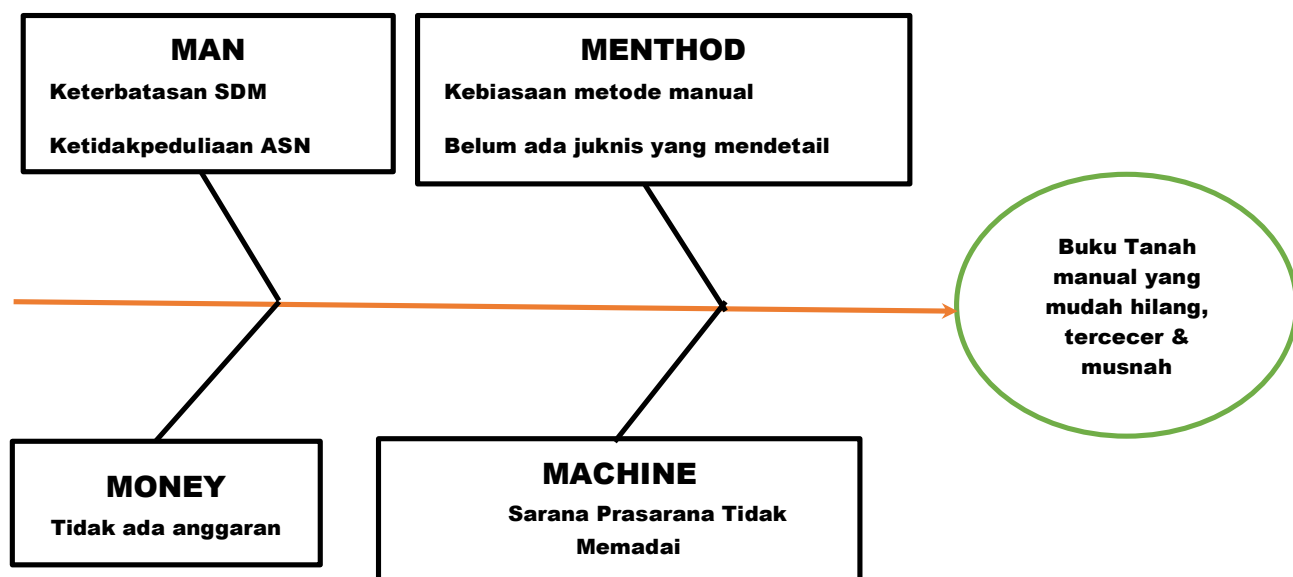 MAN
Keterbatasan SDM
Ketidakpeduliaan ASN
MENTHOD
Kebiasaan metode manual
Belum ada juknis yang mendetail
Buku Tanah
manual yang
mudah hilang,
tercecer &
musnah
MONEY
Tidak ada anggaran
MACHINE
Sarana Prasarana Tidak
Memadai